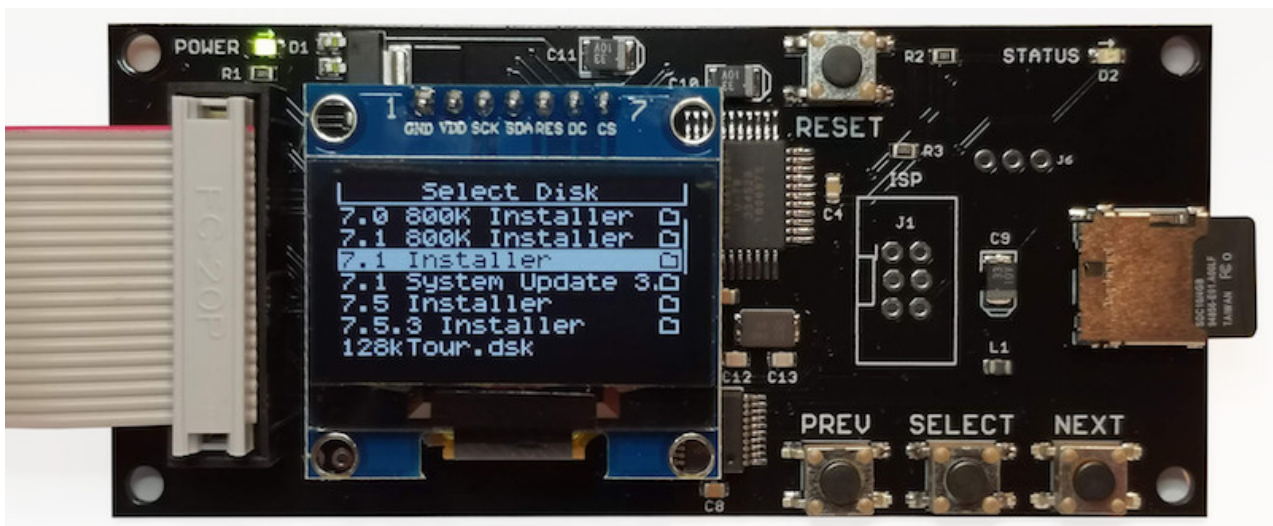 POWER
D1
R1
C11
33
10V
C10
R2
STATUS
D2
RESET
R3
J6
ISP
J1
C4
C9
L1
C12 C13
C8
PREV SELECT NEXT
FC-20P
1 7
GND VDD SCK SDA RES DC CS
Select Disk
7.0 800K Installer
7.1 800K Installer
7.1 Installer
7.1 System Update 3.
7.5 Installer
7.5.3 Installer
128kTour.dsk
TAIWAN